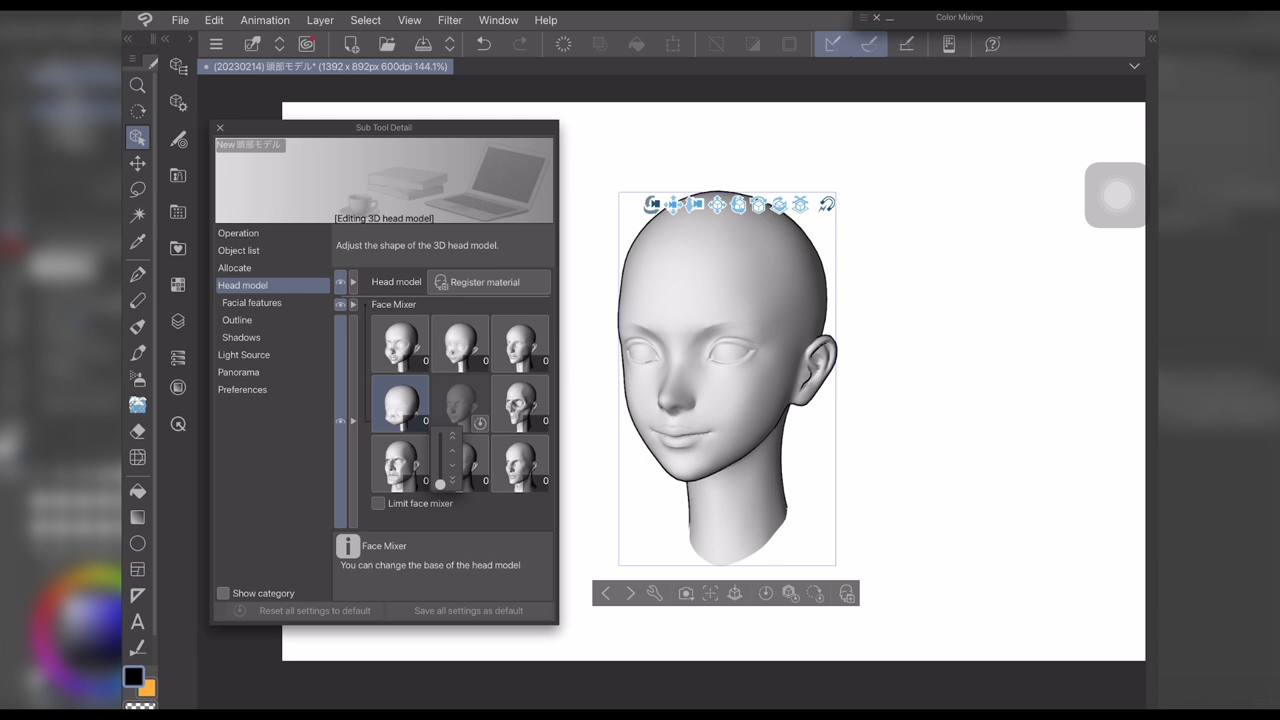 File Edit Animation Layer Select View Filter Window Help
Color Mixing
(20230214) 頭部モデル* (1392 x 892px 600dpi 144.1%)
Sub Tool Detail
New 頭部モデル
[Editing 3D head model]
Operation
Object list
Allocate
Head model
Facial features
Outline
Shadows
Light Source
Panorama
Preferences
Adjust the shape of the 3D head model.
Head model
Register material
Face Mixer
0 0 0
0 0
0 0 0
Limit face mixer
Face Mixer
You can change the base of the head model
Show category
Reset all settings to default
Save all settings as default